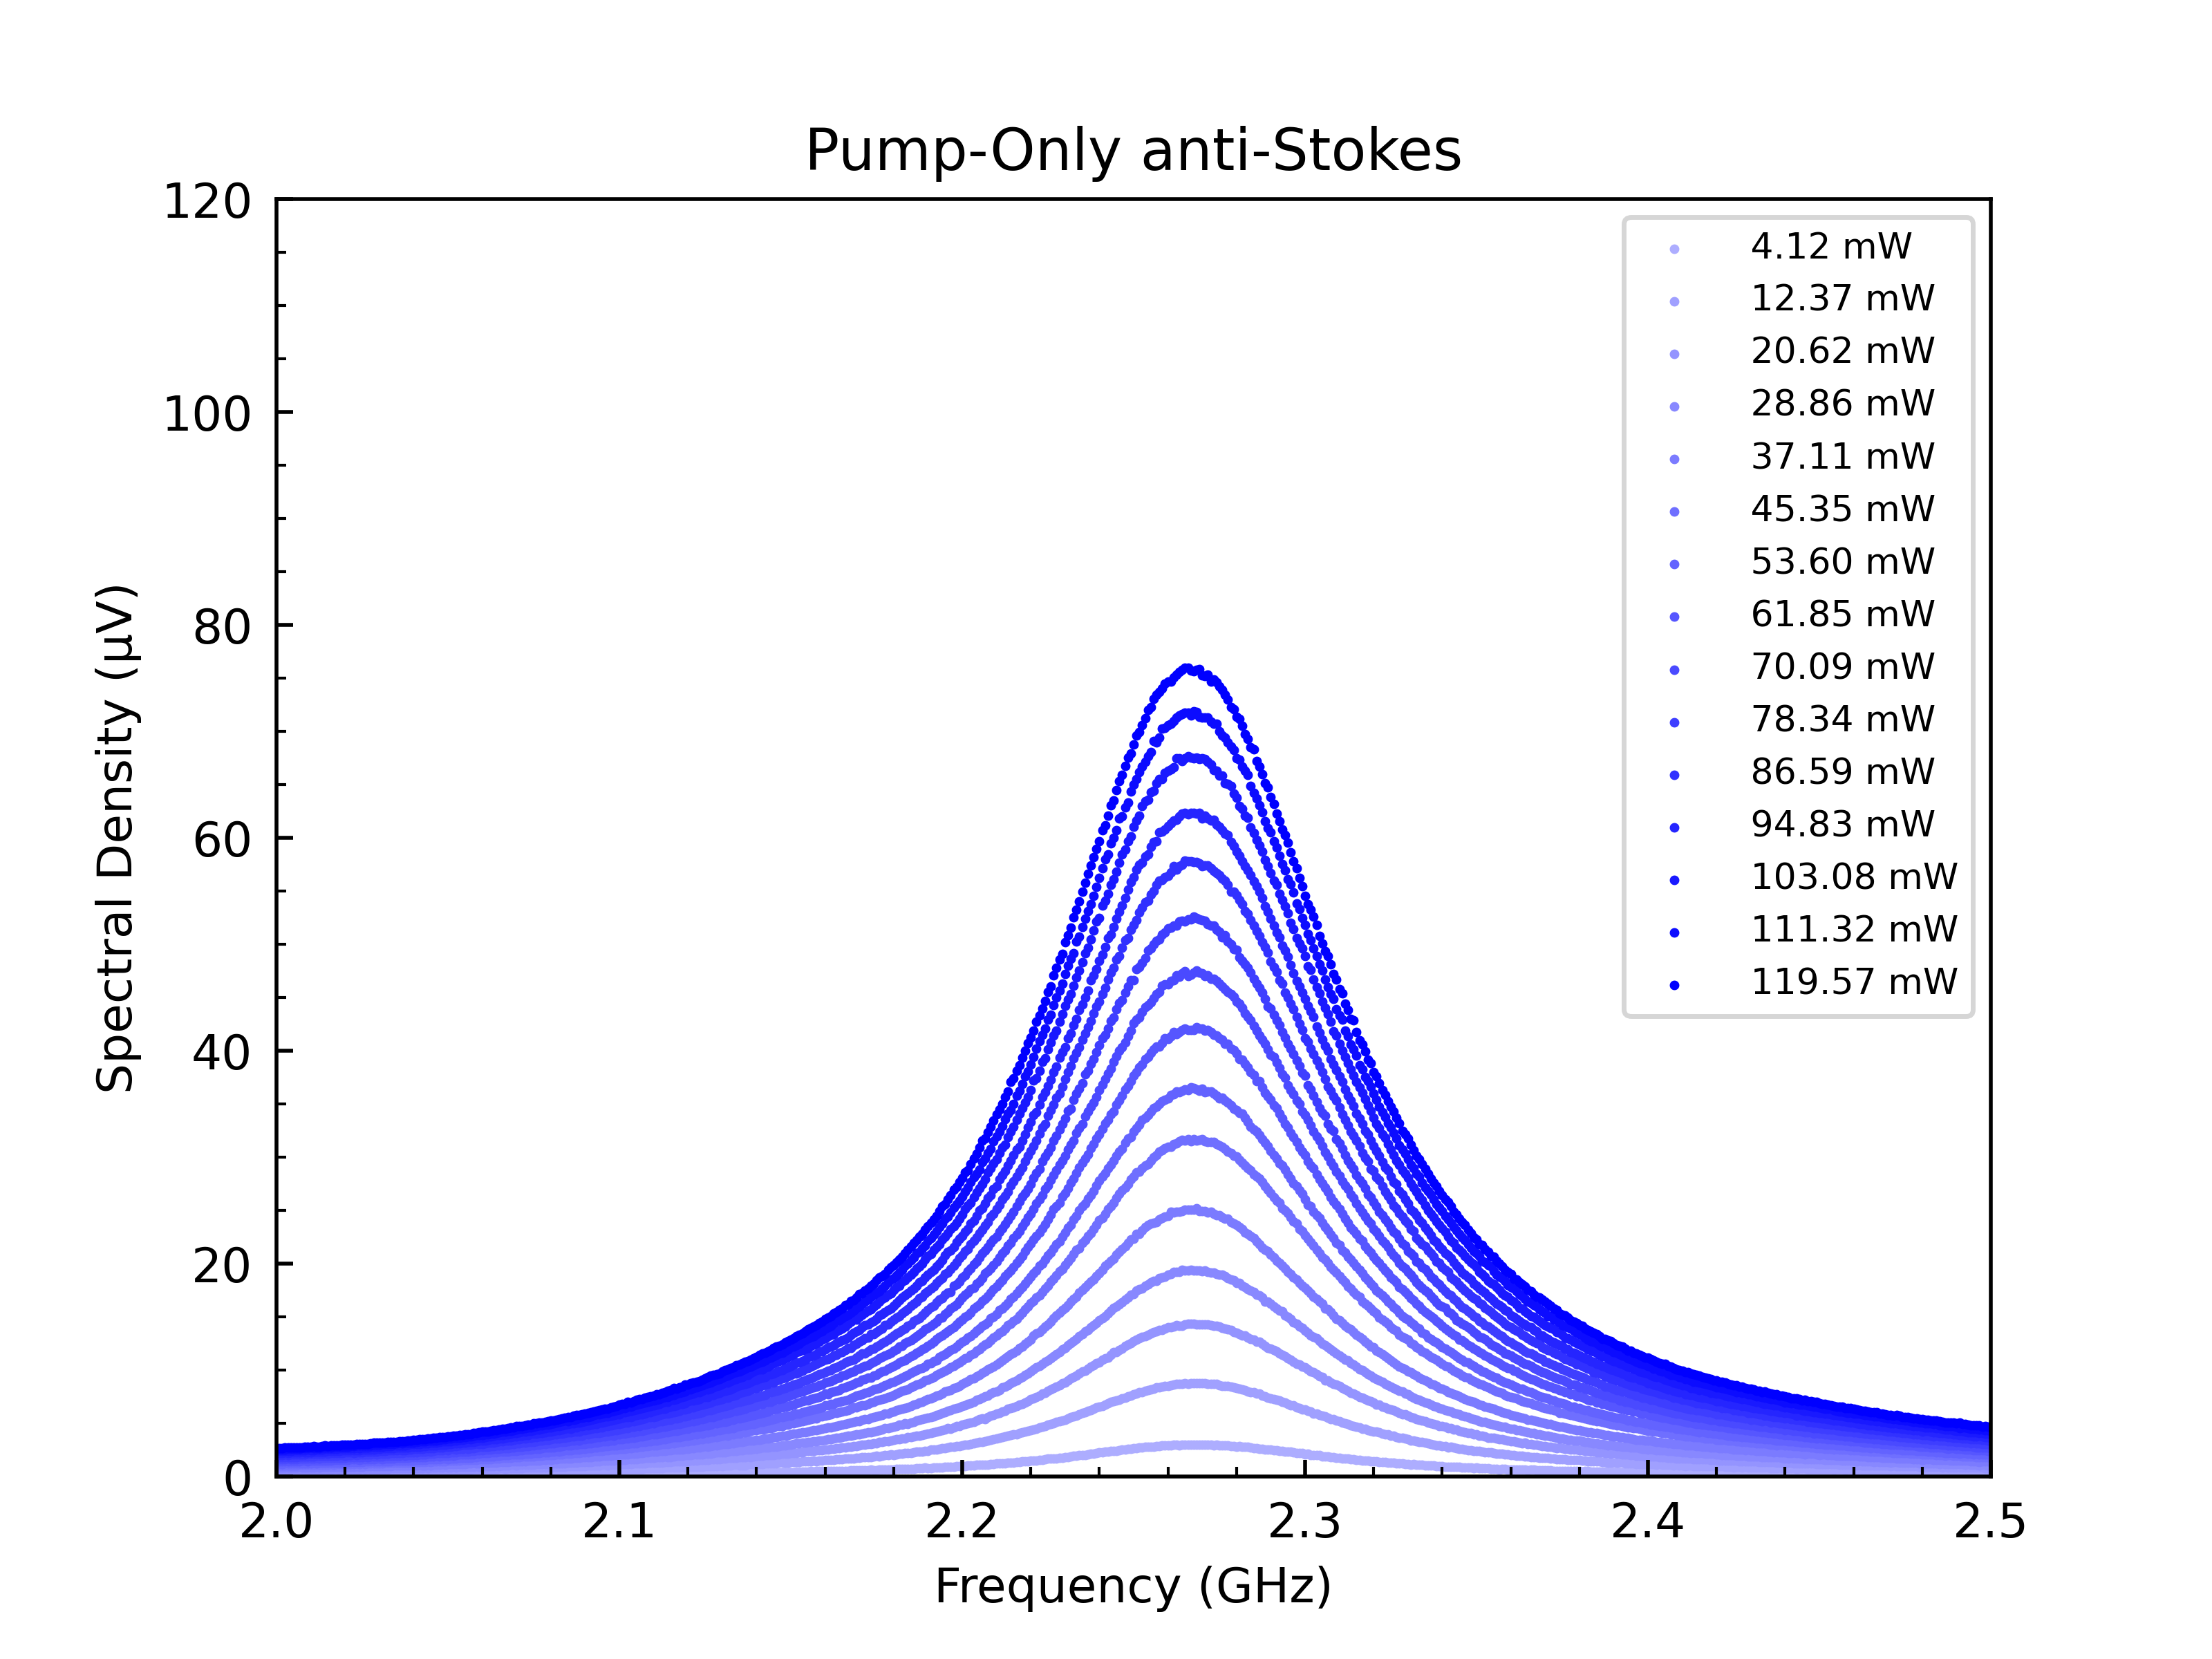 Pump-Only anti-Stokes
120
100
80
60
40
20
0
Spectral Density (μV)
2.0 2.1 2.2 2.3 2.4 2.5
Frequency (GHz)
4.12 mW
12.37 mW
20.62 mW
28.86 mW
37.11 mW
45.35 mW
53.60 mW
61.85 mW
70.09 mW
78.34 mW
86.59 mW
94.83 mW
103.08 mW
111.32 mW
119.57 mW